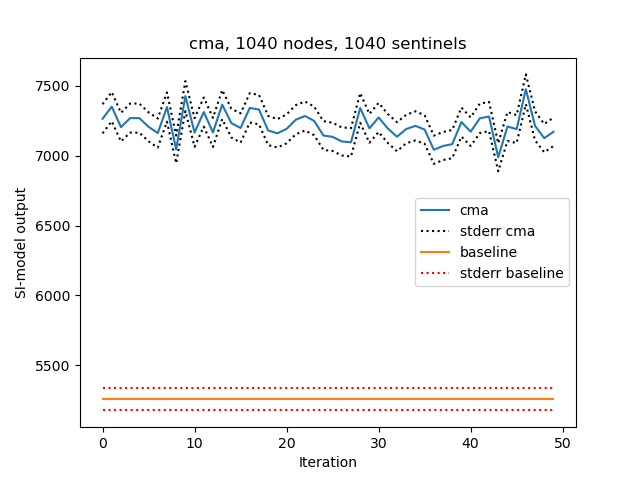 cma, 1040 nodes, 1040 sentinels
SI-model output
7500
7000
6500
6000
5500
cma
stderr cma
baseline
stderr baseline
0
10
20
30
40
50
Iteration